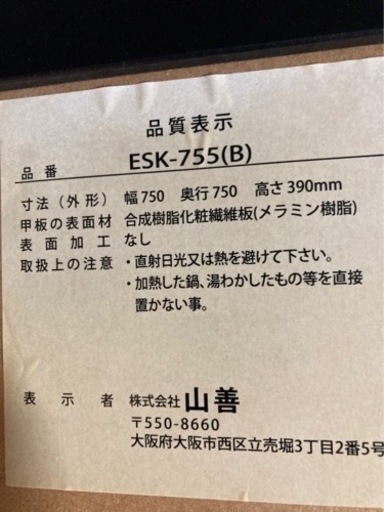 品質表示
品番 ESK-755(B)
寸法(外形) 幅750 奥行750 高さ390mm
甲板の表面材 合成樹脂化粧繊維板(メラミン樹脂)
表面加工 なし
取扱上の注意 ・直射日光又は熱を避けて下さい。
・加熱した鍋、湯わかしたもの等を直接
置かない事。
表示者 株式会社 山善
〒550-8660
大阪府大阪市西区立売堀3丁目2番5号